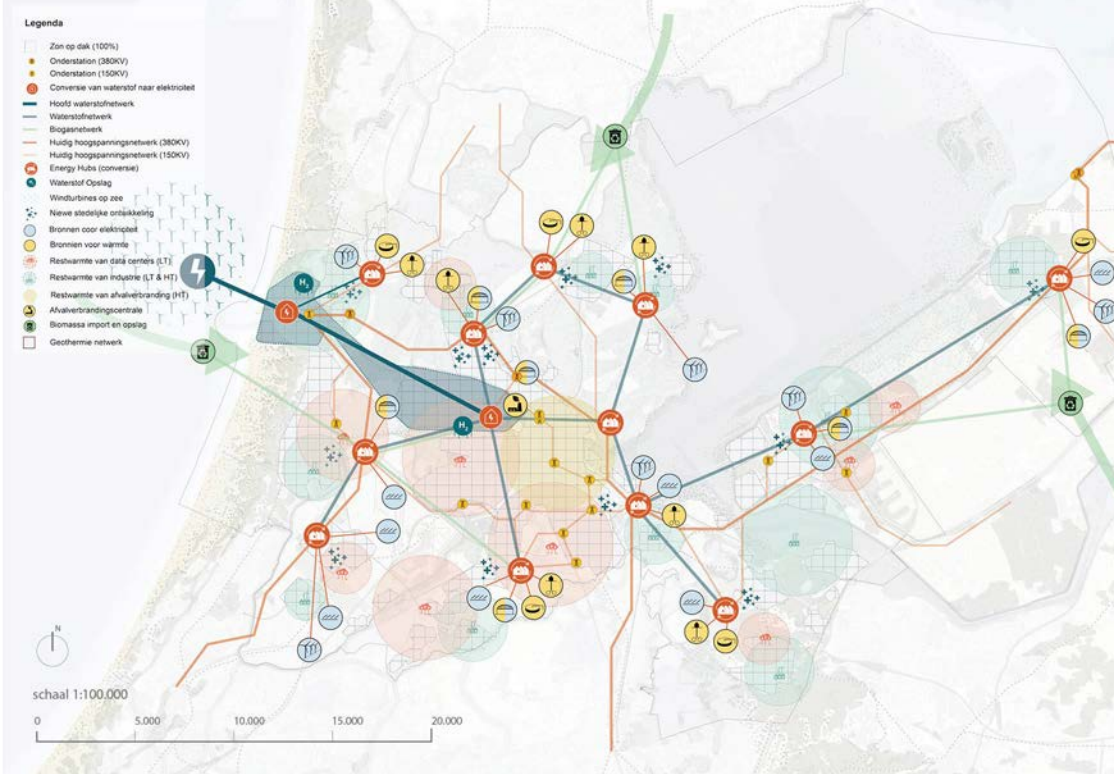 Legenda
Zon op dak (100%)
Onderstation (380KV)
Onderstation (150KV)
Conversie van waterstof naar elektriciteit
Hoofd waterstofnetwerk
Waterstofnetwerk
Biogasnetwerk
Huidig hoogspanningsnetwerk (380KV)
Huidig hoogspanningsnetwerk (150KV)
Energy Hubs (conversie)
Waterstof Opslag
Windturbines op zee
Niewe stedelijke ontwikkeling
Bronnen coor elektriciteit
Bronnien voor warmte
Restwarmte van data centers (LT)
Restwarmte van industrie (LT & HT)
Restwarmte van afvalverbranding (HT)
Afvalverbrandingscentrale
Biomassa import en opslag
Geothermie netwerk
H₂
H₂
N
schaal 1:100.000
0 5.000 10.000 15.000 20.000